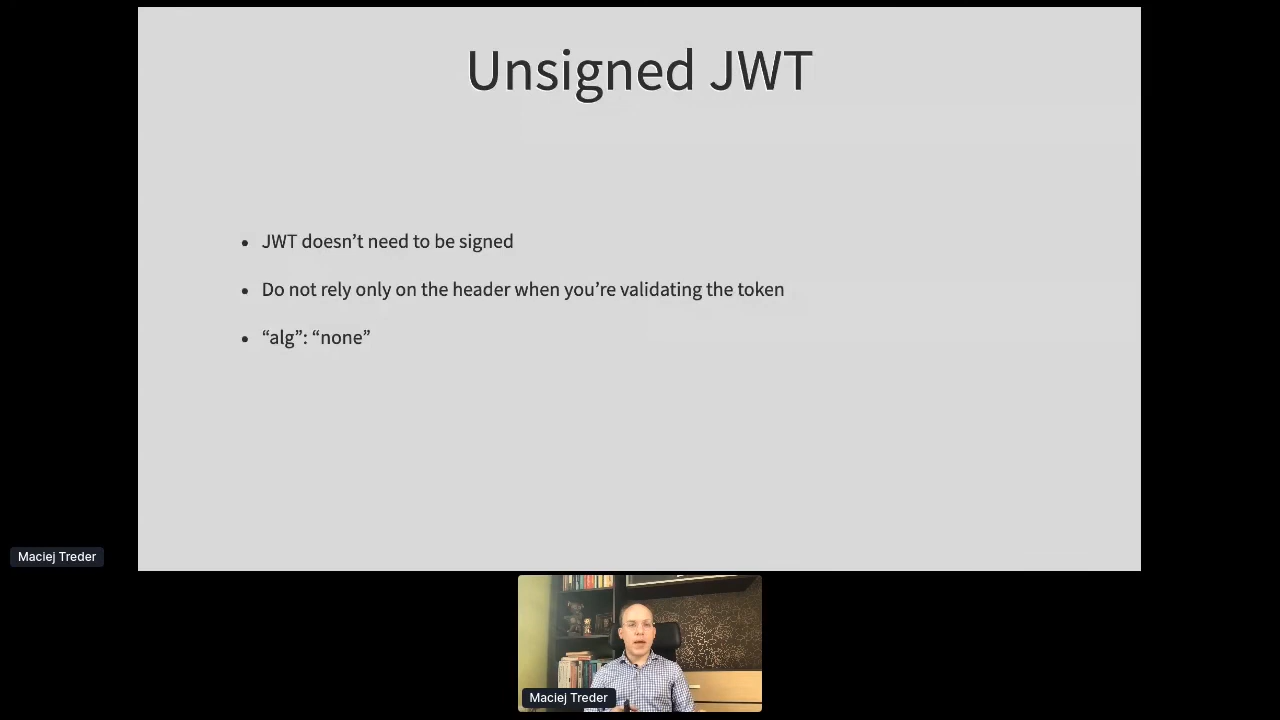 Unsigned JWT
• JWT doesn’t need to be signed
• Do not rely only on the header when you’re validating the token
• “alg”: “none”
Maciej Treder
Maciej Treder